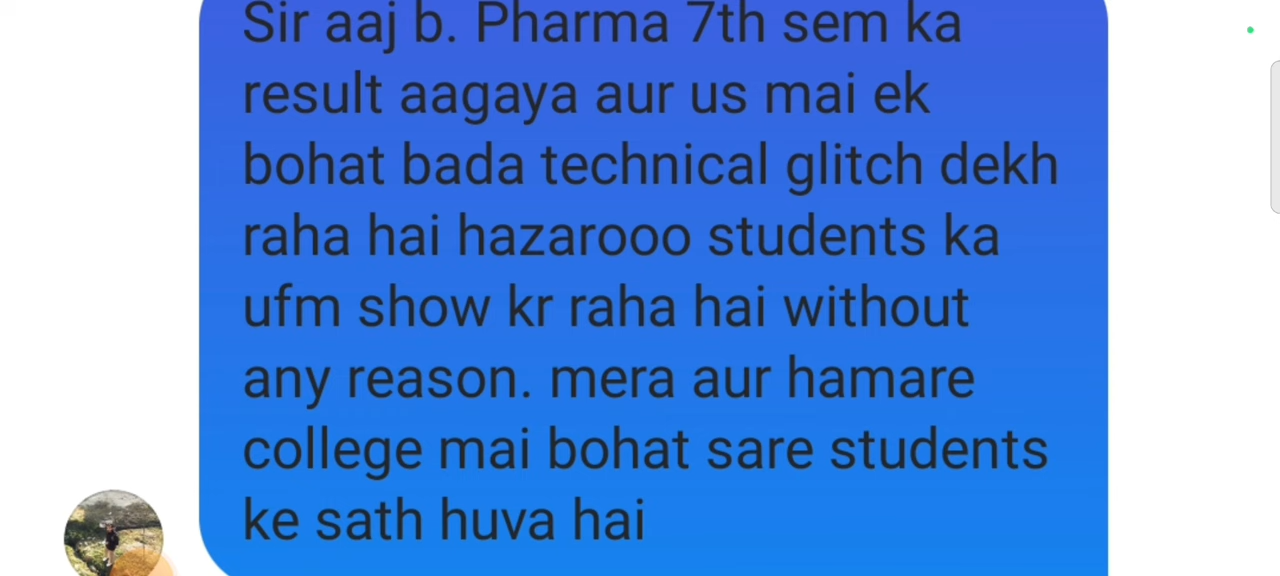 Sir aaj b. Pharma 7th sem ka
result aagaya aur us mai ek
bohat bada technical glitch dekh
raha hai hazarooo students ka
ufm show kr raha hai without
any reason. mera aur hamare
college mai bohat sare students
ke sath huva hai